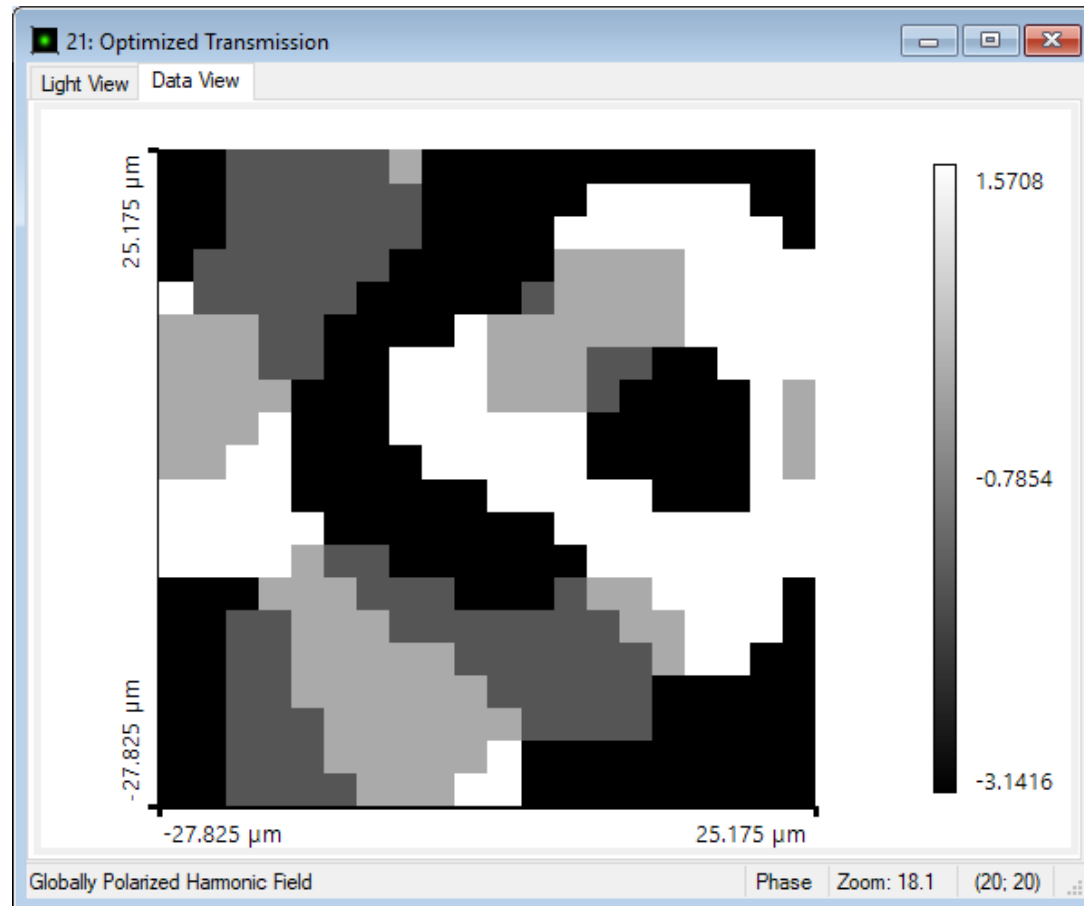 21: Optimized Transmission
Light View
Data View
25.175 µm
-27.825 µm
-27.825 µm
25.175 µm
1.5708
-0.7854
-3.1416
Globally Polarized Harmonic Field
Phase
Zoom: 18.1
(20; 20)